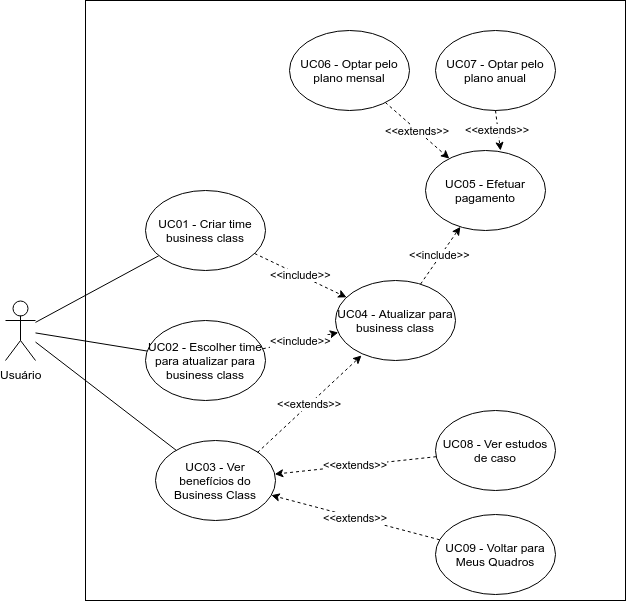 UC06 - Optar pelo
plano mensal
UC07 - Optar pelo
plano anual
<<extends>>
<<extends>>
UC05 - Efetuar
pagamento
UC01 - Criar time
business class
<<include>>
<<include>>
UC04 - Atualizar para
business class
UC02 - Escolher time
para atualizar para
business class
<<include>>
Usuário
<<extends>>
UC03 - Ver
benefícios do
Business Class
UC08 - Ver estudos
de caso
<<extends>>
<<extends>>
UC09 - Voltar para
Meus Quadros